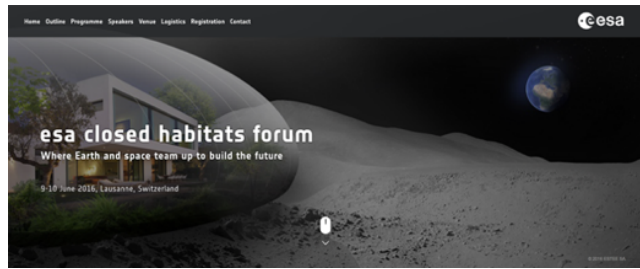 Home Outline Programme Speakers Venue Logistics Registration Contact
esa
esa closed habitats forum
Where Earth and space team up to build the future
9-10 June 2016, Lausanne, Switzerland